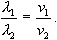 λ₁/λ₂ = ν₁/ν₂.